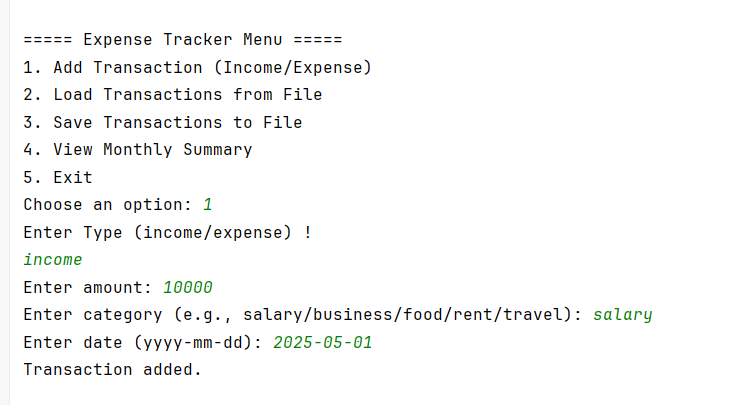 ===== Expense Tracker Menu =====
1. Add Transaction (Income/Expense)
2. Load Transactions from File
3. Save Transactions to File
4. View Monthly Summary
5. Exit
Choose an option: 1
Enter Type (income/expense) !
income
Enter amount: 10000
Enter category (e.g., salary/business/food/rent/travel): salary
Enter date (yyyy-mm-dd): 2025-05-01
Transaction added.